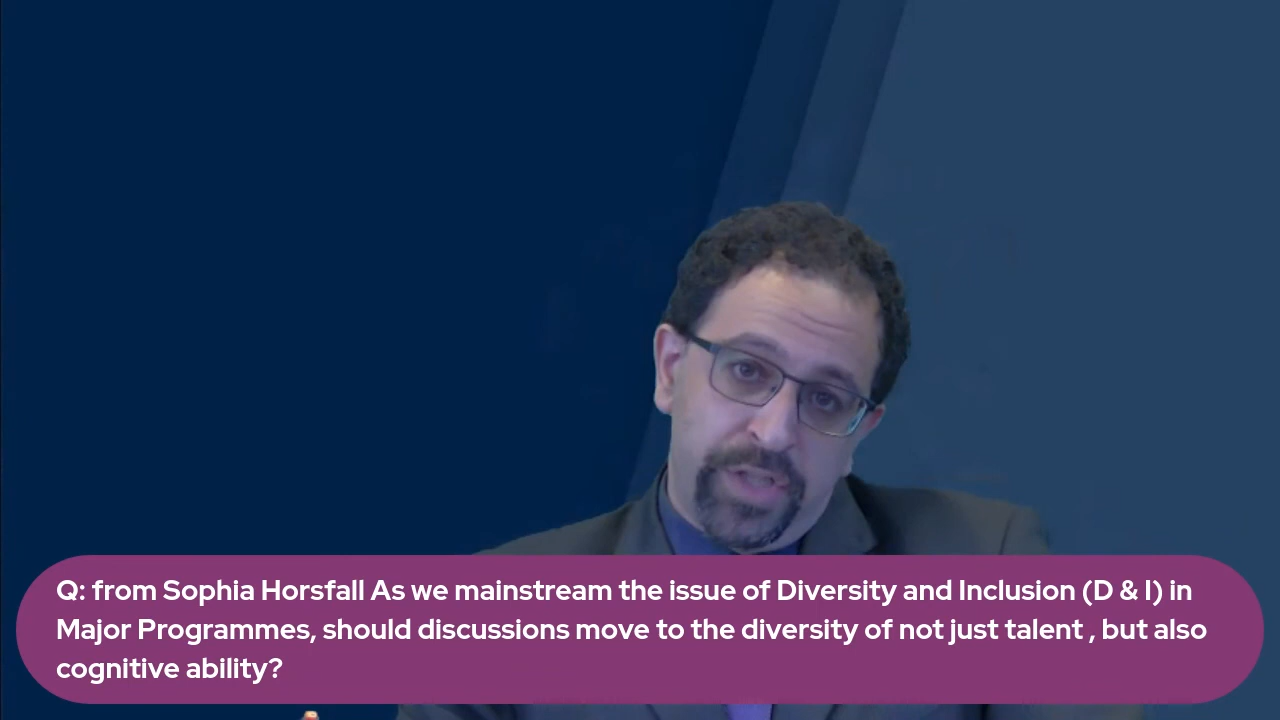 Q: from Sophia Horsfall As we mainstream the issue of Diversity and Inclusion (D & I) in
Major Programmes, should discussions move to the diversity of not just talent , but also
cognitive ability?